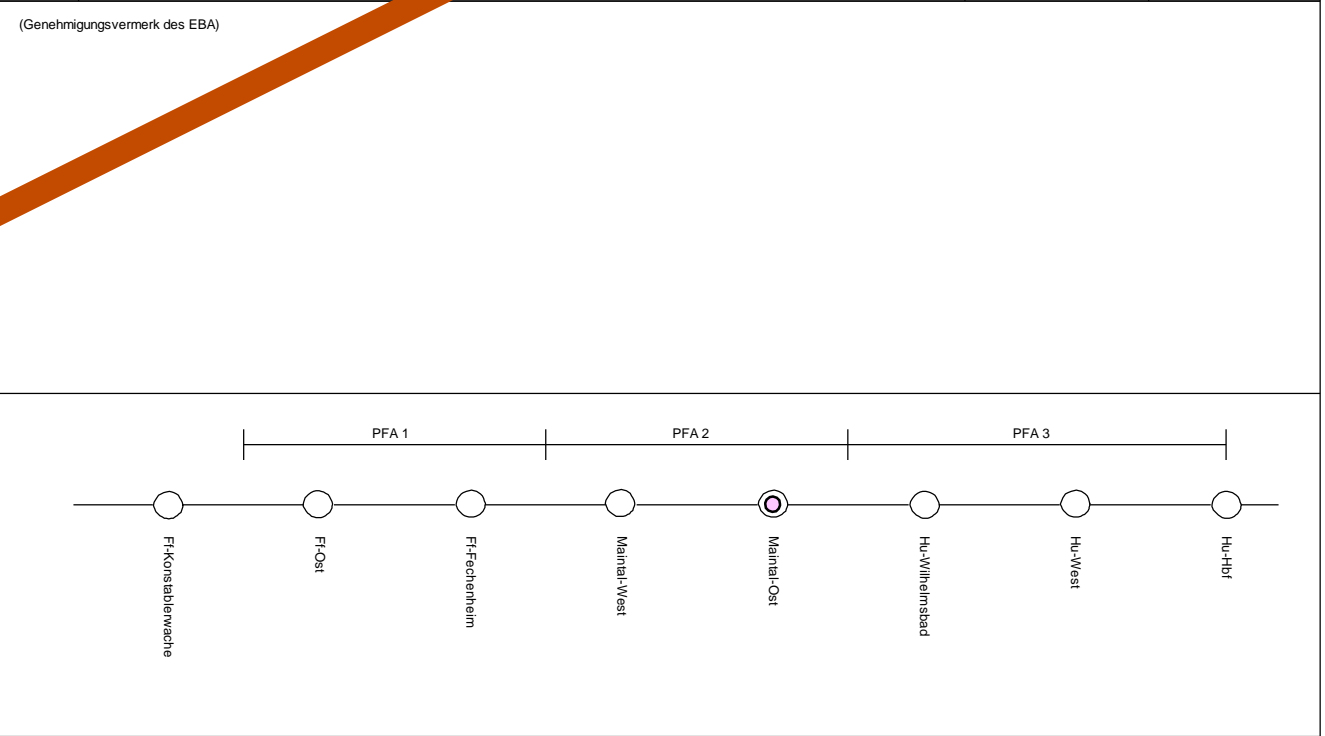 (Genehmigungsvermerk des EBA)
PFA 1
PFA 2
PFA 3
Ff-Konstablerwache
Ff-Ost
Ff-Fechenheim
Maintal-West
Maintal-Ost
Hu-Wilhelmsbad
Hu-West
Hu-Hbf